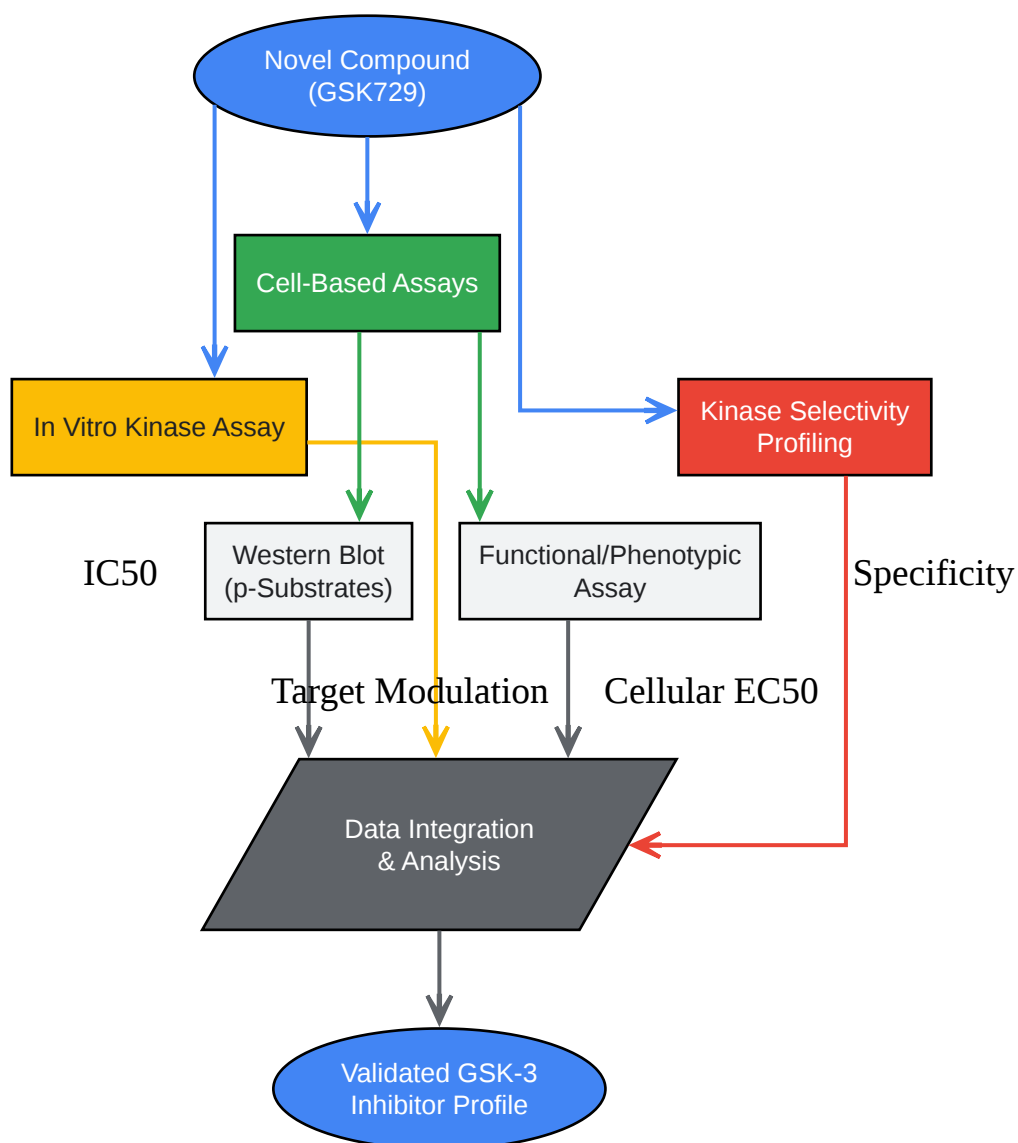 Novel Compound
(GSK729)
Cell-Based Assays
In Vitro Kinase Assay
Kinase Selectivity
Profiling
IC50
Western Blot
(p-Substrates)
Functional/Phenotypic
Assay
Specificity
Target Modulation
Cellular EC50
Data Integration
& Analysis
Validated GSK-3
Inhibitor Profile